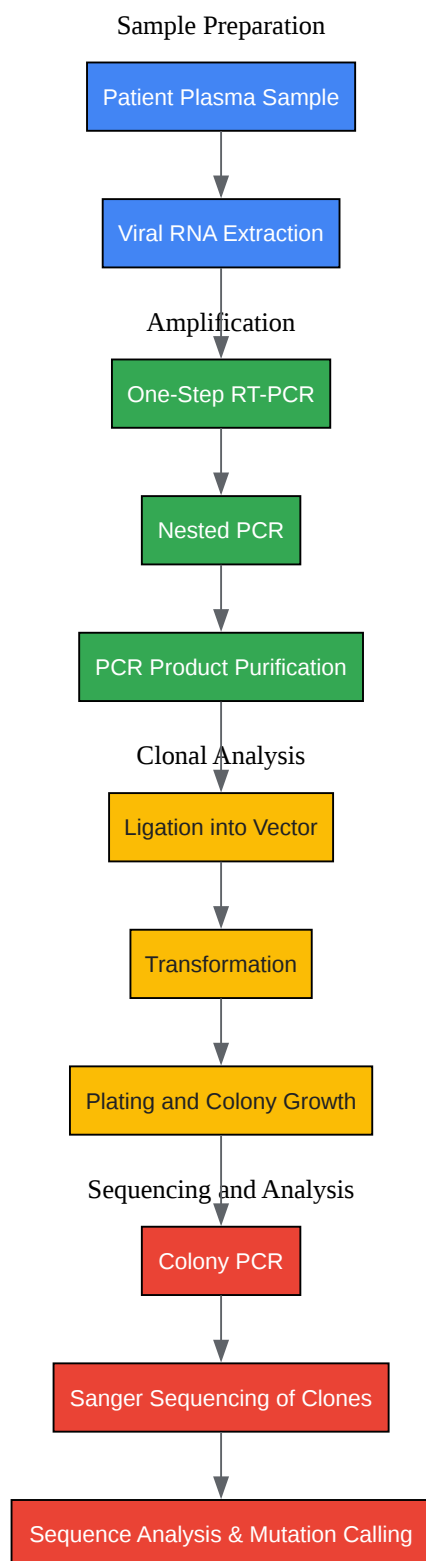 Sample Preparation
Patient Plasma Sample
Viral RNA Extraction
Amplification
One-Step RT-PCR
Nested PCR
PCR Product Purification
Clonal Analysis
Ligation into Vector
Transformation
Plating and Colony Growth
Sequencing and Analysis
Colony PCR
Sanger Sequencing of Clones
Sequence Analysis & Mutation Calling